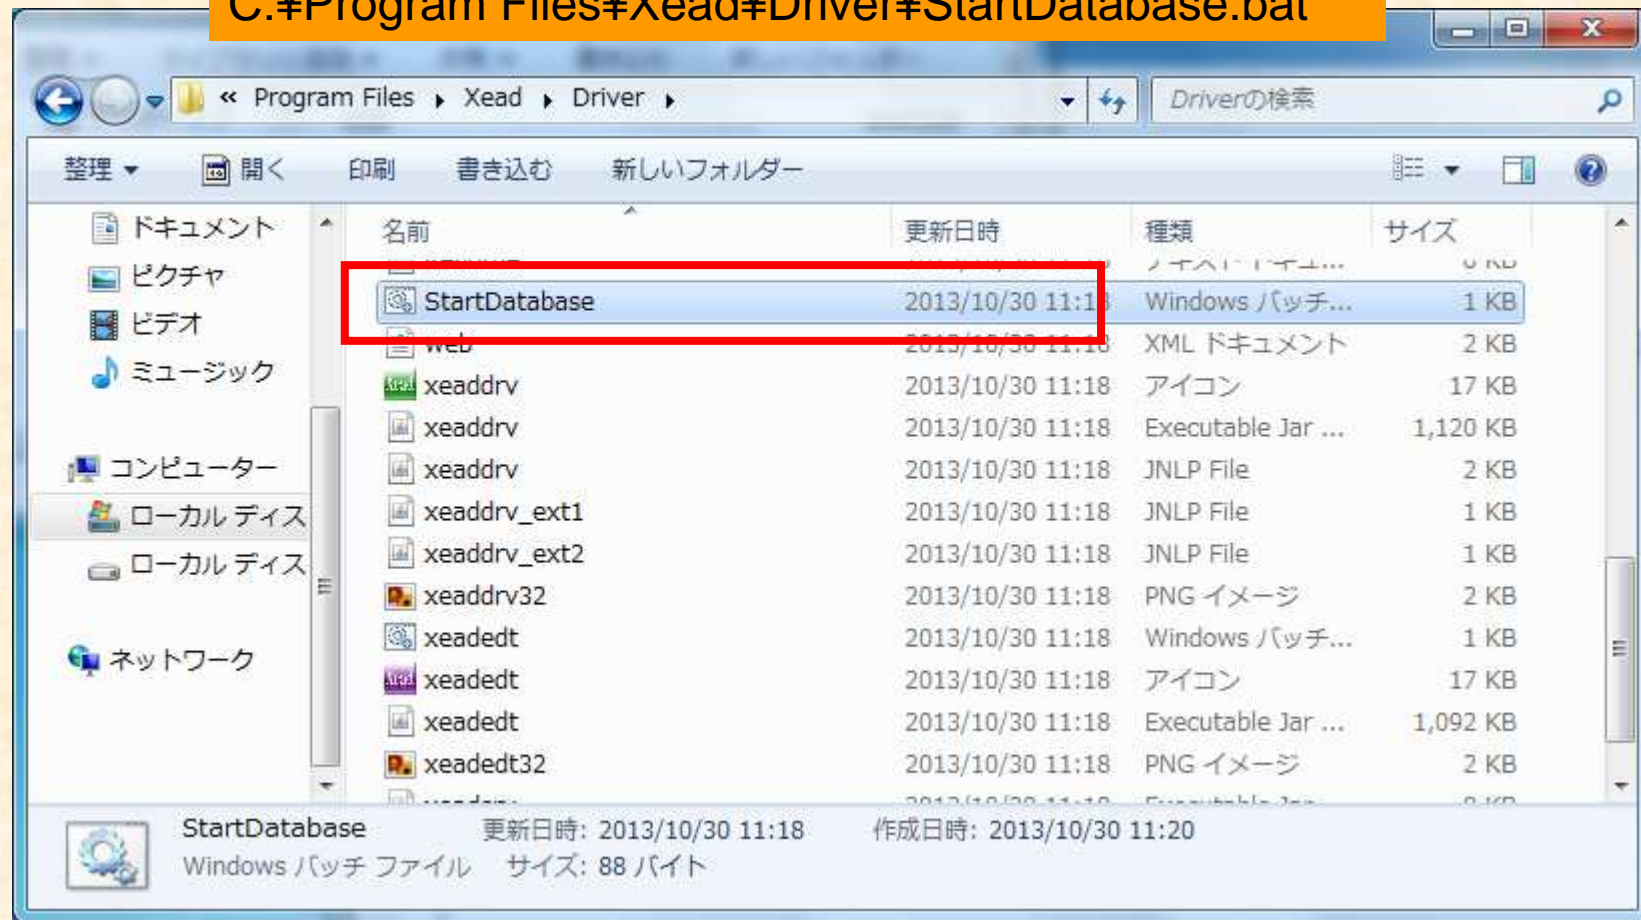 C:¥Program Files¥Xead¥Driver¥StartDatabase.bat
« Program Files ▸ Xead ▸ Driver ▸
Driverの検索
整理 開く 印刷 書き込む 新しいフォルダー
名前 更新日時 種類 サイズ
ドキュメント
ピクチャ
ビデオ
ミュージック
コンピューター
ローカル ディス
ローカル ディス
ネットワーク
StartDatabase 2013/10/30 11:18 Windows バッチ... 1 KB
web 2013/10/30 11:18 XML ドキュメント 2 KB
xeaddrv 2013/10/30 11:18 アイコン 17 KB
xeaddrv 2013/10/30 11:18 Executable Jar ... 1,120 KB
xeaddrv 2013/10/30 11:18 JNLP File 2 KB
xeaddrv_ext1 2013/10/30 11:18 JNLP File 1 KB
xeaddrv_ext2 2013/10/30 11:18 JNLP File 1 KB
xeaddrv32 2013/10/30 11:18 PNG イメージ 2 KB
xeadedt 2013/10/30 11:18 Windows バッチ... 1 KB
xeadedt 2013/10/30 11:18 アイコン 17 KB
xeadedt 2013/10/30 11:18 Executable Jar ... 1,092 KB
xeadedt32 2013/10/30 11:18 PNG イメージ 2 KB
StartDatabase 更新日時: 2013/10/30 11:18 作成日時: 2013/10/30 11:20
Windows バッチ ファイル サイズ: 88 バイト